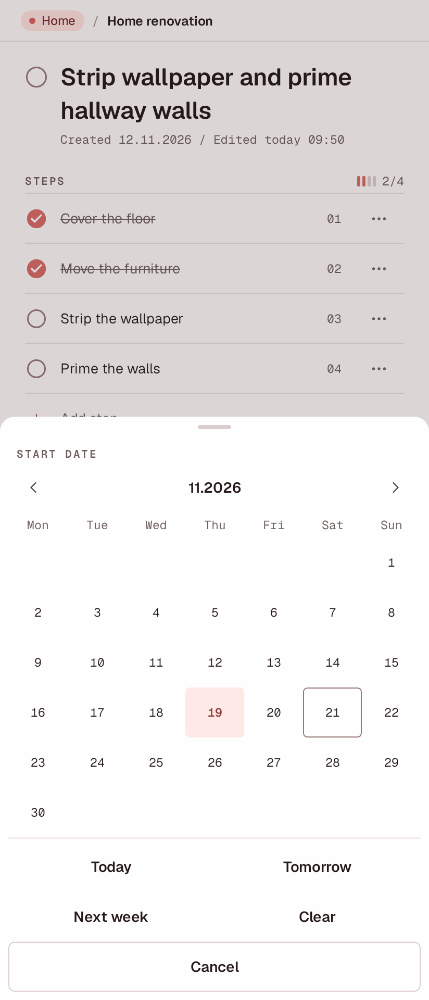 Home / Home renovation
Strip wallpaper and prime
hallway walls
Created 12.11.2026 / Edited today 09:50
STEPS 2/4
Cover the floor 01
Move the furniture 02
Strip the wallpaper 03
Prime the walls 04
Add step
START DATE
11.2026
Mon Tue Wed Thu Fri Sat Sun
1
2 3 4 5 6 7 8
9 10 11 12 13 14 15
16 17 18 19 20 21 22
23 24 25 26 27 28 29
30
Today Tomorrow
Next week Clear
Cancel